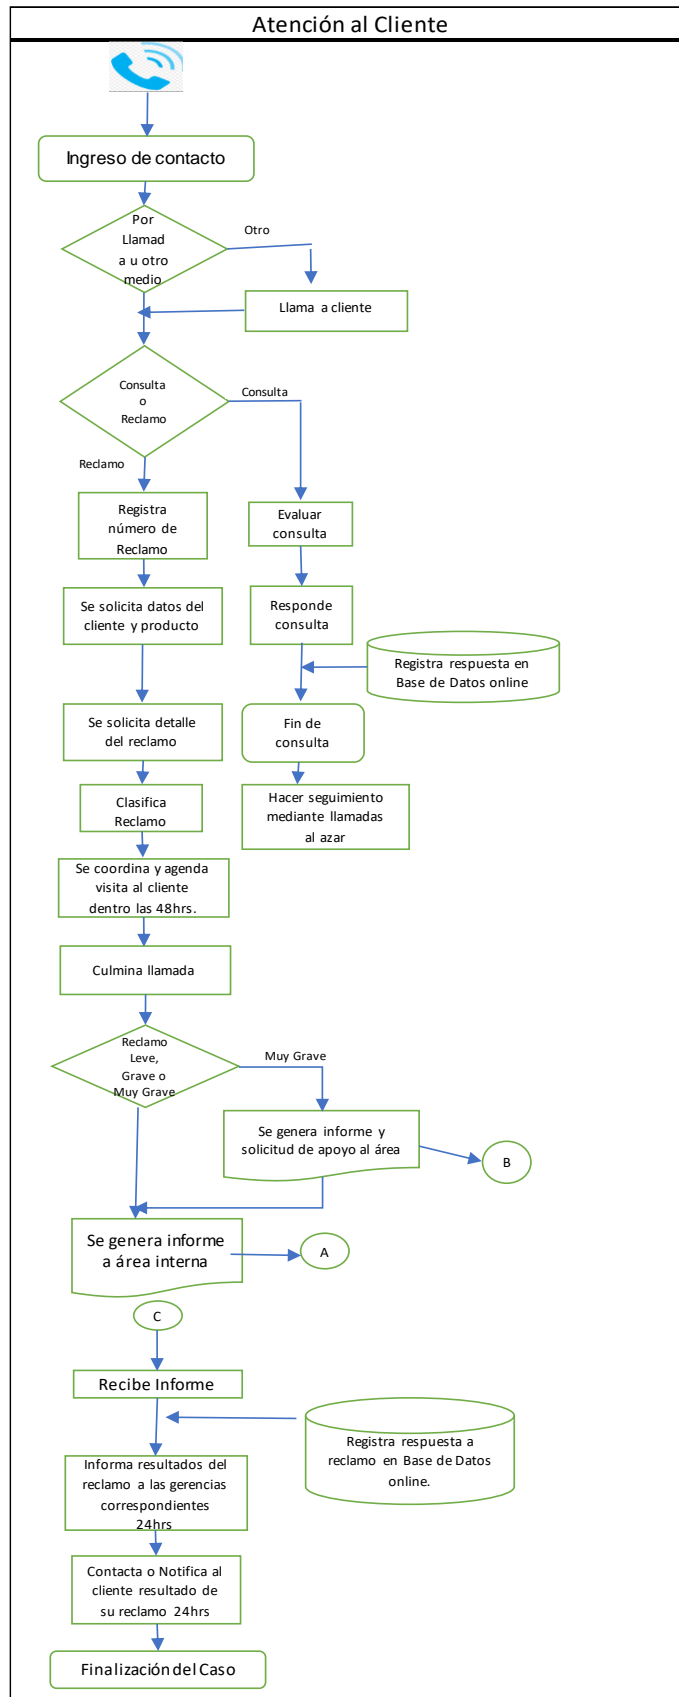 Atención al Cliente
Ingreso de contacto
Por
Llamad
a u otro
medio
Otro
Llama a cliente
Consulta
o
Reclamo
Consulta
Reclamo
Registra
número de
Reclamo
Evaluar
consulta
Se solicita datos del
cliente y producto
Responde
consulta
Registra respuesta en
Base de Datos online
Se solicita detalle
del reclamo
Fin de
consulta
Clasifica
Reclamo
Hacer seguimiento
mediante llamadas
al azar
Se coordina y agenda
visita al cliente
dentro las 48hrs.
Culmina llamada
Reclamo
Leve,
Grave o
Muy Grave
Muy Grave
Se genera informe y
solicitud de apoyo al área
B
Se genera informe
a área interna
A
C
Recibe Informe
Registra respuesta a
reclamo en Base de Datos
online.
Informa resultados del
reclamo a las gerencias
correspondientes
24hrs
Contacta o Notifica al
cliente resultado de
su reclamo 24hrs
Finalización del Caso